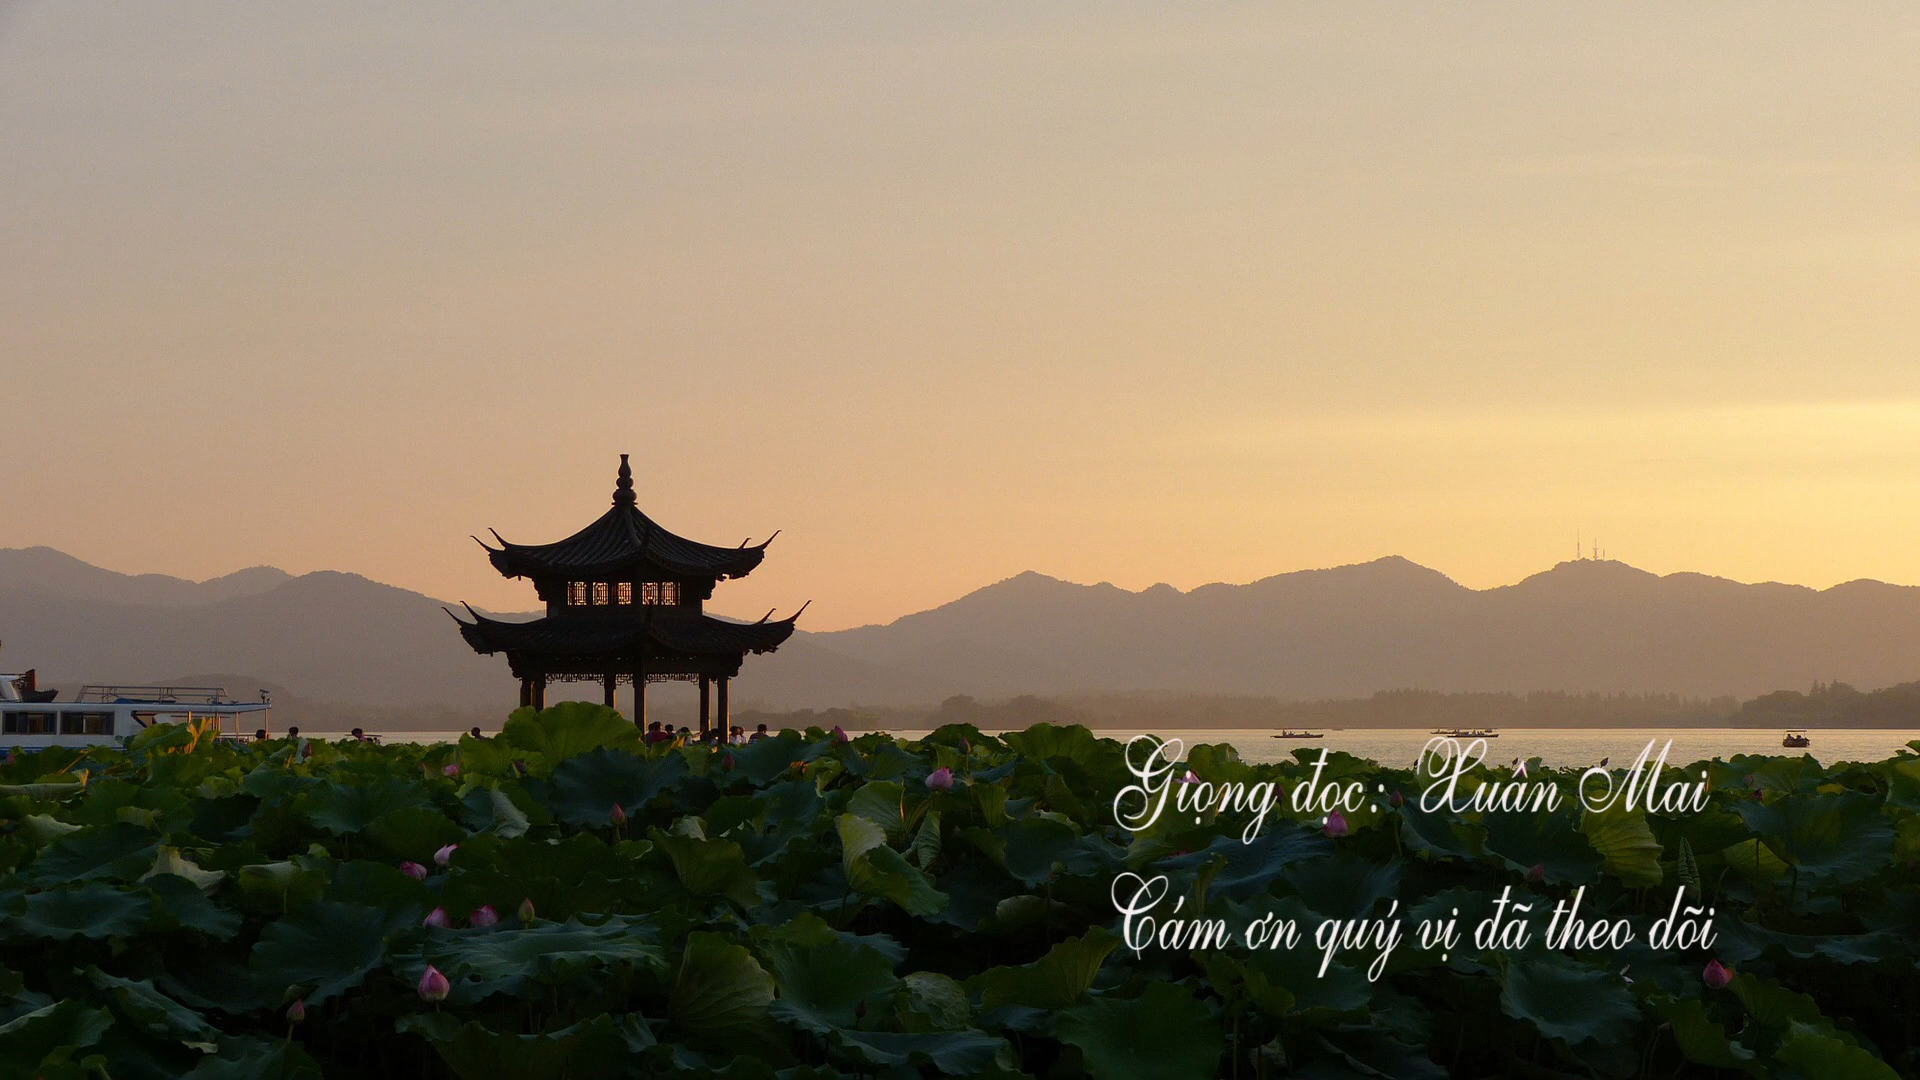 Giọng đọc: Xuân Mai
Cám ơn quý vị đã theo dõi